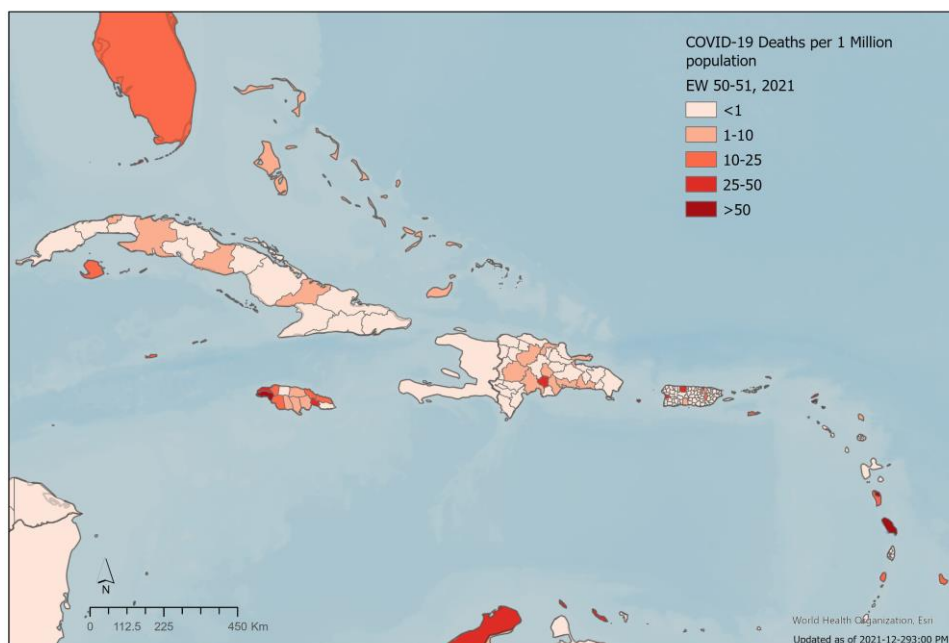 COVID-19 Deaths per 1 Million
population
EW 50-51, 2021
<1
1-10
10-25
25-50
>50
N
0 112.5 225 450 Km
World Health Organization, Esri
Updated as of 2021-12-293:00 PM